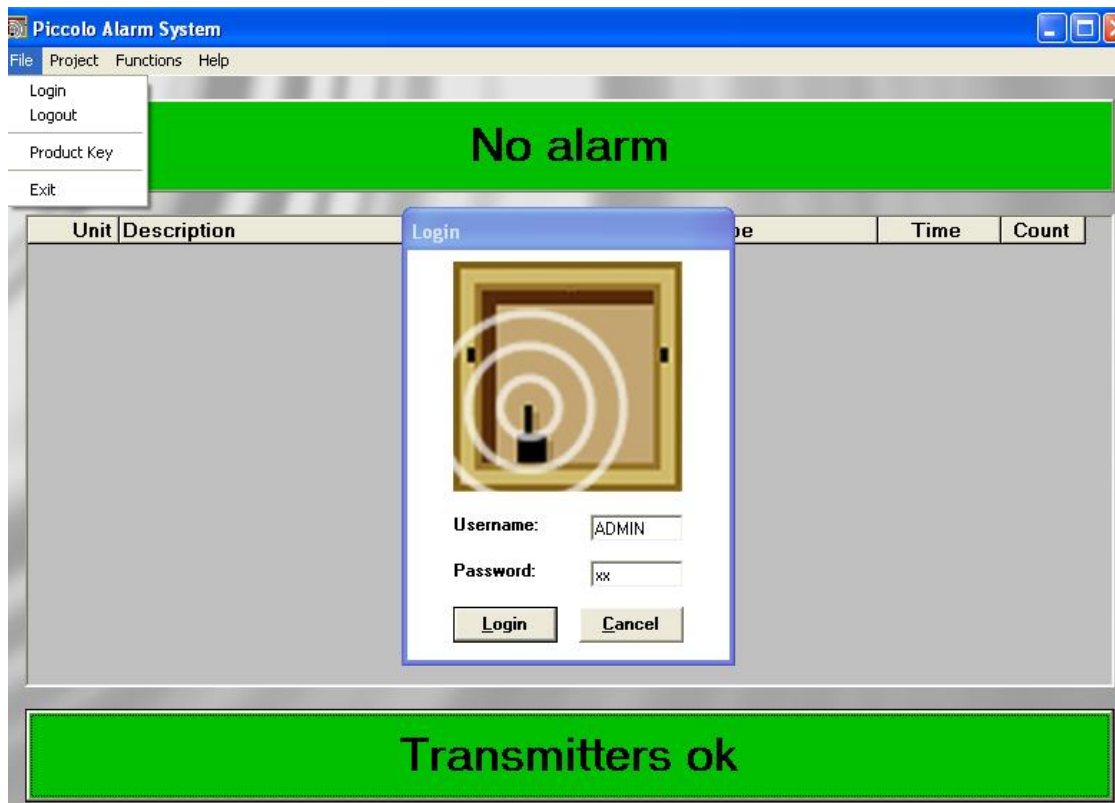 Piccolo Alarm System
File Project Functions Help
Login
Logout
Product Key
Exit
No alarm
Unit Description pe Time Count
Login
Username: ADMIN
Password: xx
Login Cancel
Transmitters ok